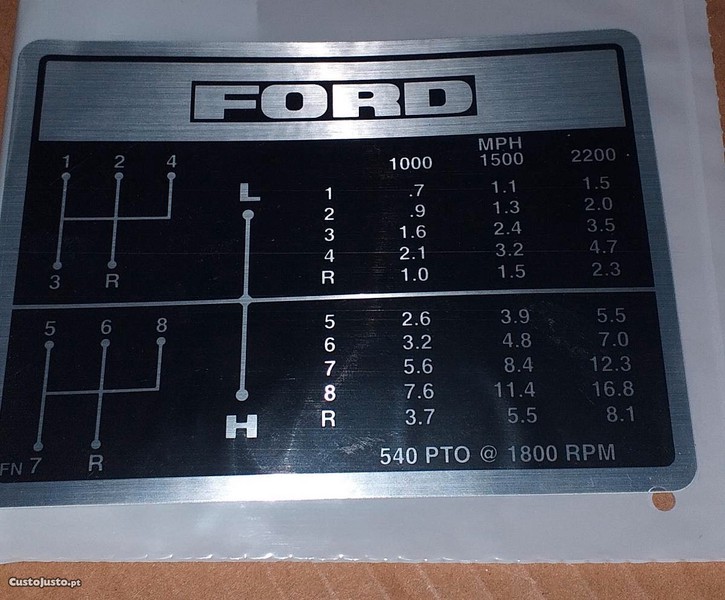 FORD
MPH
1000 1500 2200
1 2 4
L
1 .7 1.1 1.5
2 .9 1.3 2.0
3 1.6 2.4 3.5
4 2.1 3.2 4.7
R 1.0 1.5 2.3
3 R
5 6 8
5 2.6 3.9 5.5
6 3.2 4.8 7.0
7 5.6 8.4 12.3
8 7.6 11.4 16.8
R 3.7 5.5 8.1
H
FN 7 R
540 PTO @ 1800 RPM
CustoJusto.pt